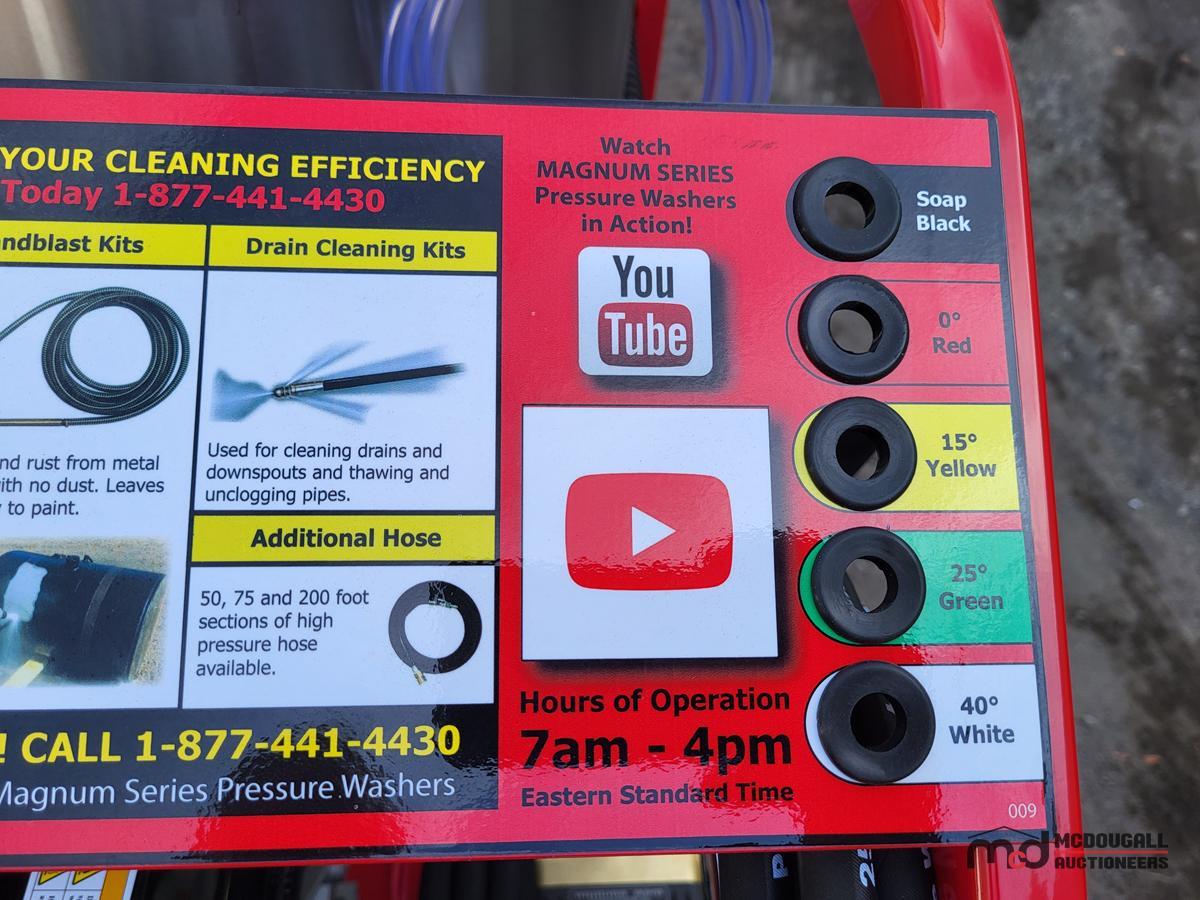 YOUR CLEANING EFFICIENCY
Today 1-877-441-4430
Drain Cleaning Kits
Kits
nd rust from metal
ith no dust. Leaves
to paint.
Used for cleaning drains and
downspouts and thawing and
unclogging pipes.
Additional Hose
50, 75 and 200 foot
sections of high
pressure hose
available.
! CALL 1-877-441-4430
Magnum Series Pressure Washers
Watch
MAGNUM SERIES
Pressure Washers
in Action!
You
Tube
Hours of Operation
7am - 4pm
Eastern Standard Time
Soap
Black
0°
Red
15°
Yellow
25°
Green
40°
White
009
md MCDOUGALL
AUCTIONEERS